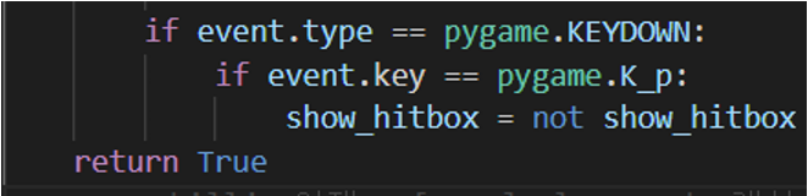 if event.type == pygame.KEYDOWN:
if event.key == pygame.K_p:
show_hitbox = not show_hitbox
return True